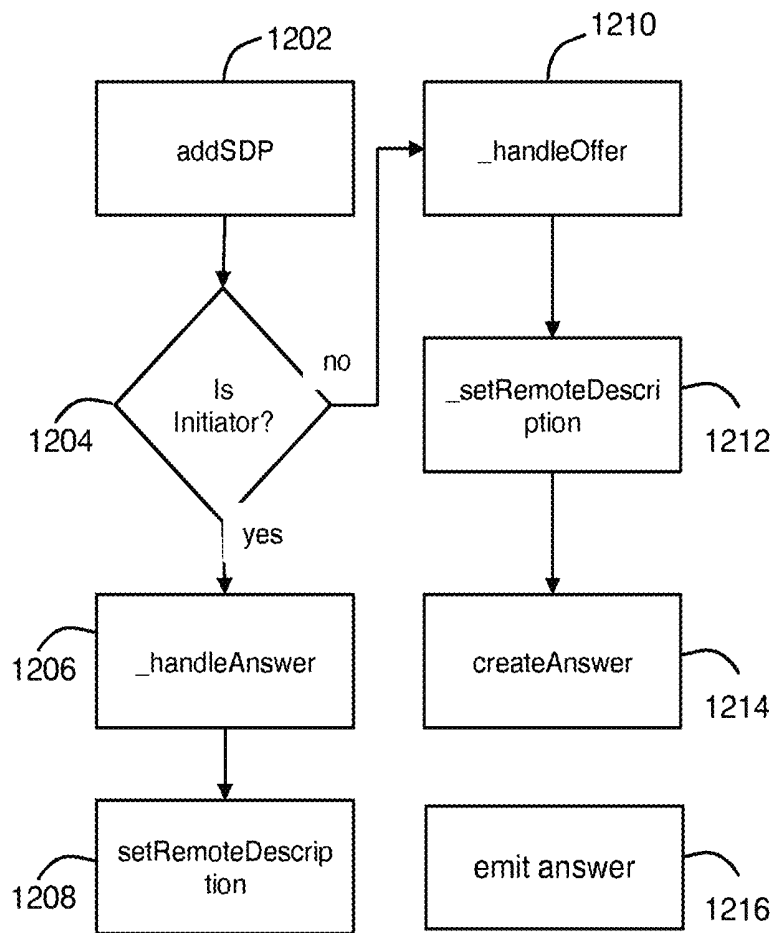 1202
addSDP
Is
Initiator?
1204
no
yes
_handleAnswer
1206
setRemoteDescrip
tion
1208
1210
_handleOffer
_setRemoteDescri
ption
1212
createAnswer
1214
emit answer
1216